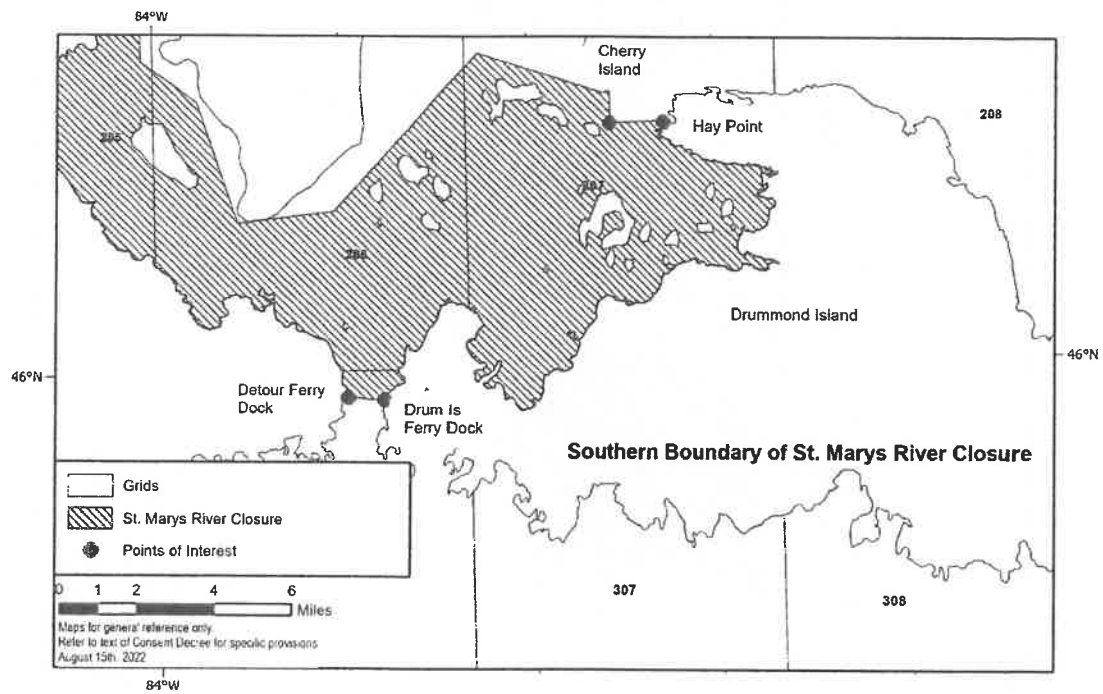 84°W
Cherry
Island
208
Hay Point
285
287
286
Drummond Island
46°N
46°N
Detour Ferry
Dock
Drum Is
Ferry Dock
Southern Boundary of St. Marys River Closure
Grids
St. Marys River Closure
Points of Interest
307
308
0 1 2 4 6
Miles
Maps for general reference only.
Refer to text of Consent Decree for specific provisions
August 15th, 2022
84°W